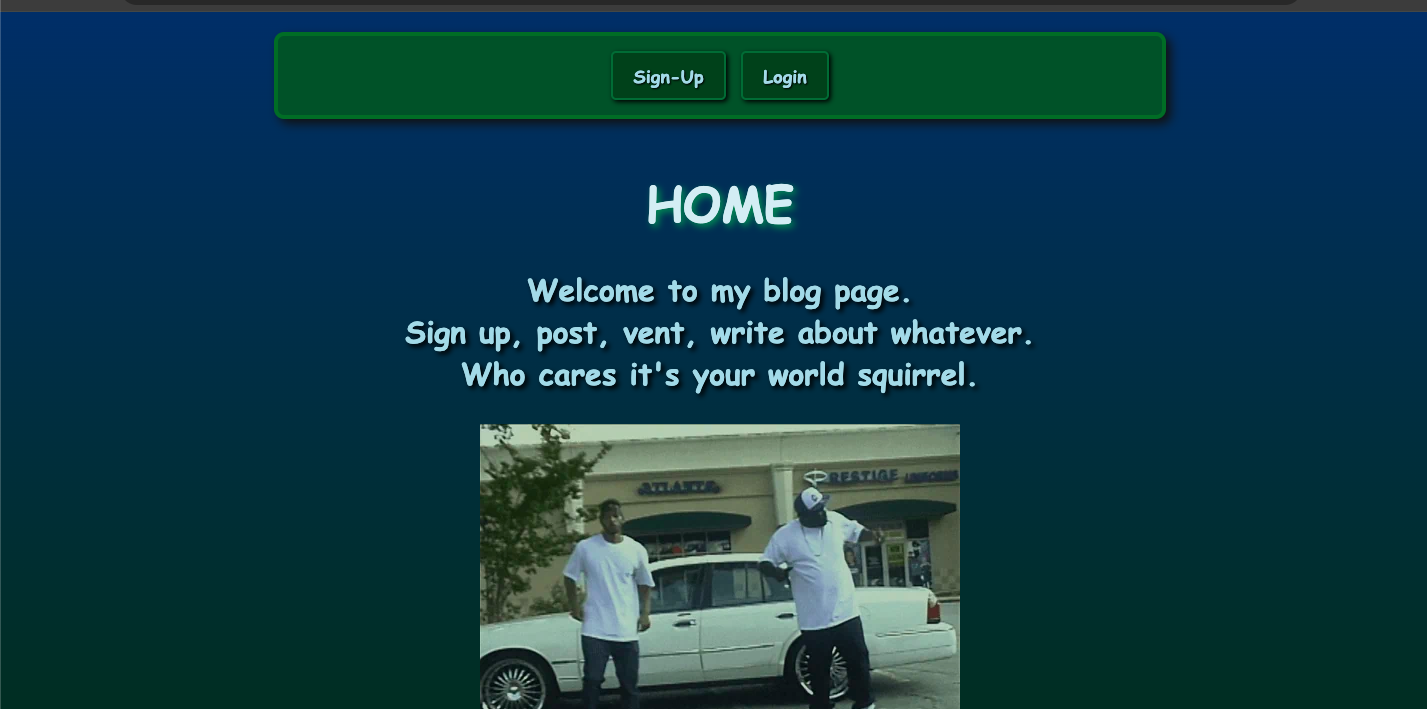 Sign-Up Login
HOME
Welcome to my blog page.
Sign up, post, vent, write about whatever.
Who cares it's your world squirrel.
ATLANTA PRESTIGE UNIFORMS